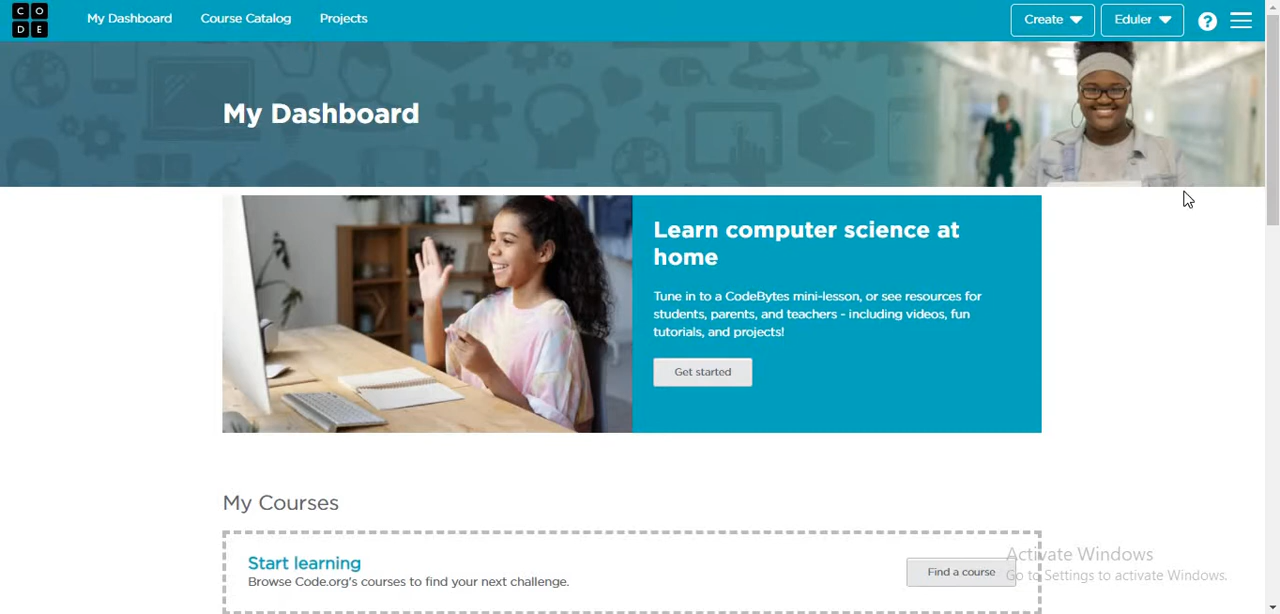 C O
D E
My Dashboard
Course Catalog
Projects
Create
Eduler
?
My Dashboard
Learn computer science at
home
Tune in to a CodeBytes mini-lesson, or see resources for
students, parents, and teachers - including videos, fun
tutorials, and projects!
Get started
My Courses
Start learning
Browse Code.org's courses to find your next challenge.
Find a course
Activate Windows
Go to Settings to activate Windows.